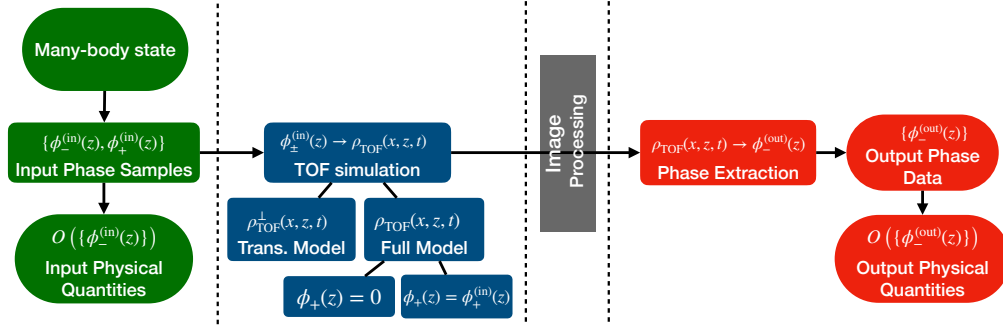 Many-body state
{ϕ₋⁽ⁱⁿ⁾(z), ϕ₊⁽ⁱⁿ⁾(z)}
Input Phase Samples
O ({ϕ₋⁽ⁱⁿ⁾(z)})
Input Physical
Quantities
ϕ±⁽ⁱⁿ⁾(z) → ρ_TOF(x, z, t)
TOF simulation
ρ^⊥_TOF(x, z, t)
Trans. Model
ρ_TOF(x, z, t)
Full Model
ϕ₊(z) = 0
ϕ₊(z) = ϕ₊⁽ⁱⁿ⁾(z)
Image
Processing
ρ_TOF(x, z, t) → ϕ₋⁽ᵒᵘᵗ⁾(z)
Phase Extraction
{ϕ₋⁽ᵒᵘᵗ⁾(z)}
Output Phase
Data
O ({ϕ₋⁽ᵒᵘᵗ⁾(z)})
Output Physical
Quantities